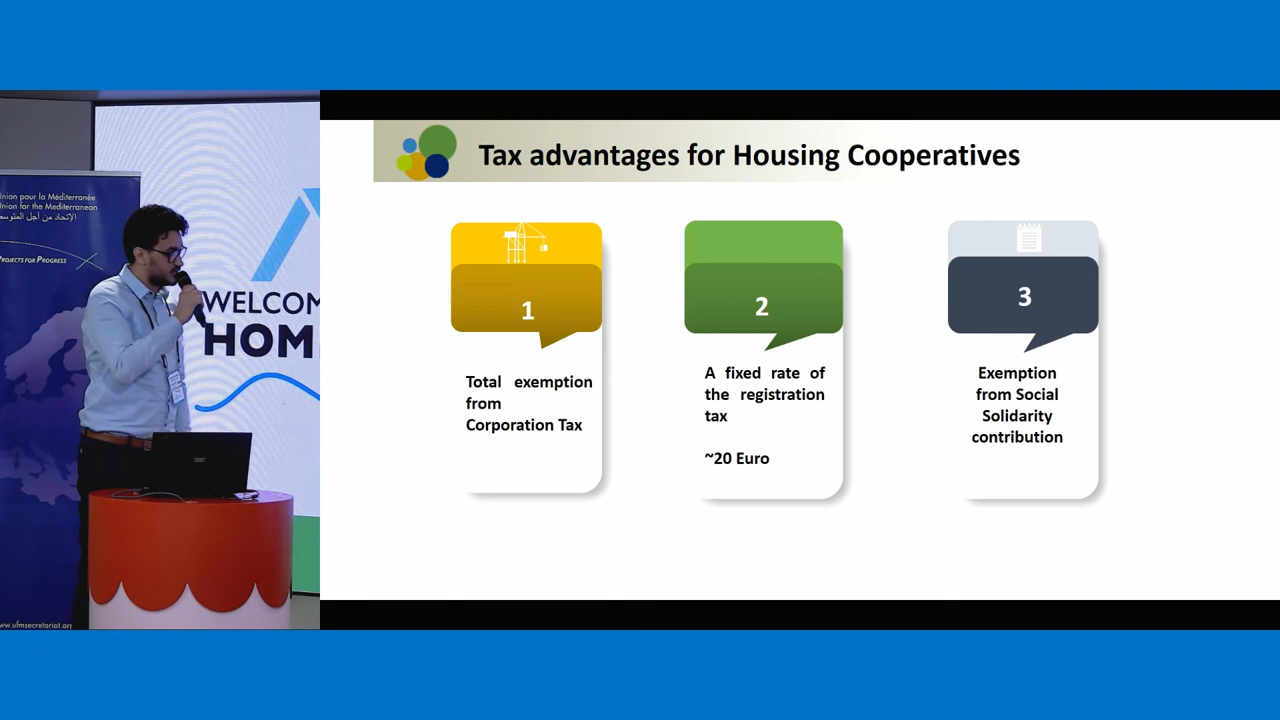 Union pour la Méditerranée
Union for the Mediterranean
الإتحاد من أجل المتوسط
PROJECTS FOR PROGRESS
WELCOM
HOM
www.ufmsecretariat.org
Tax advantages for Housing Cooperatives
1
Total exemption
from
Corporation Tax
2
A fixed rate of
the registration
tax
~20 Euro
3
Exemption
from Social
Solidarity
contribution